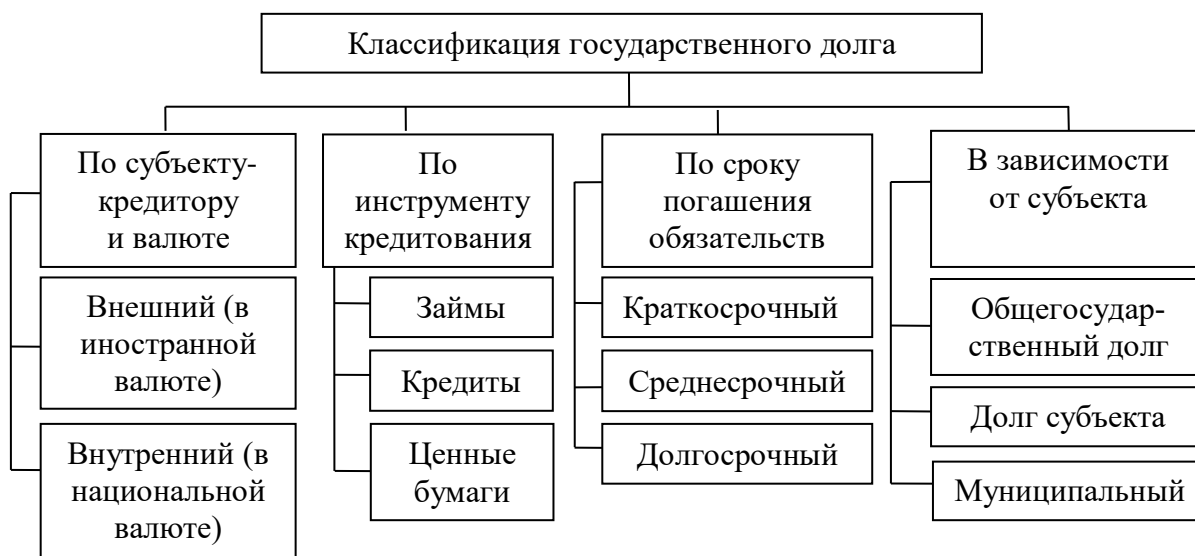 Классификация государственного долга
По субъекту-
кредитору
и валюте
Внешний (в
иностранной
валюте)
Внутренний (в
национальной
валюте)
По
инструменту
кредитования
Займы
Кредиты
Ценные
бумаги
По сроку
погашения
обязательств
Краткосрочный
Среднесрочный
Долгосрочный
В зависимости
от субъекта
Общегосудар-
ственный долг
Долг субъекта
Муниципальный